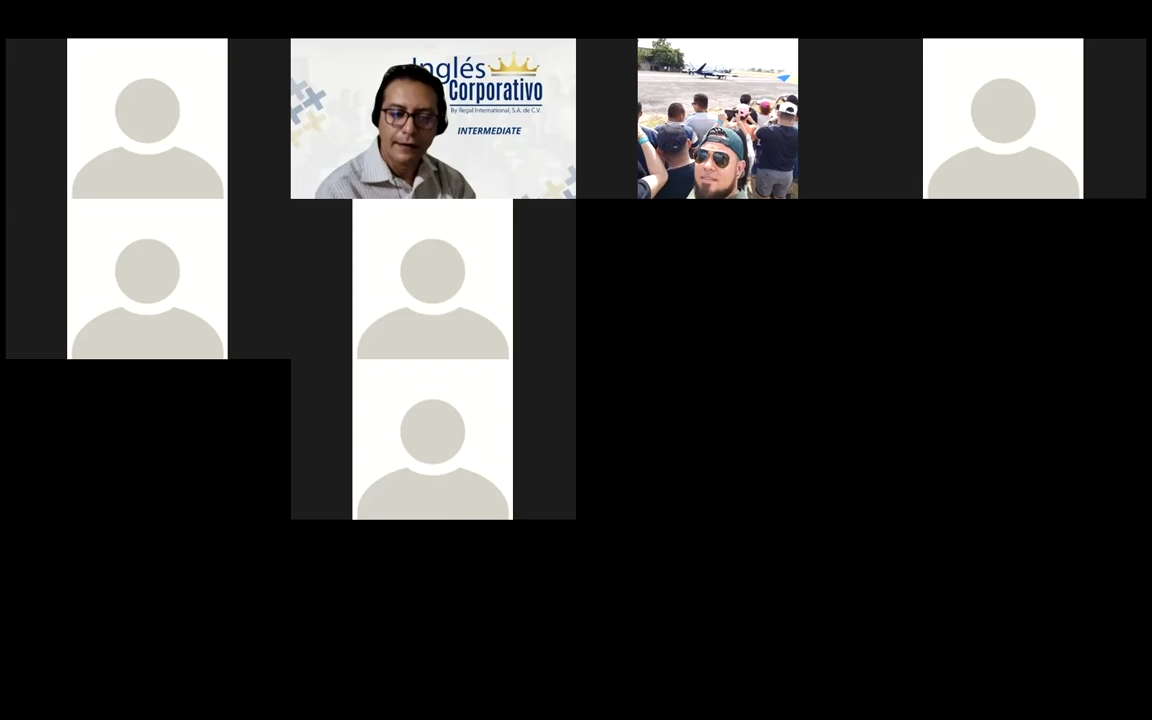 Inglés
Corporativo
By Regal International, S.A. de C.V.
INTERMEDIATE